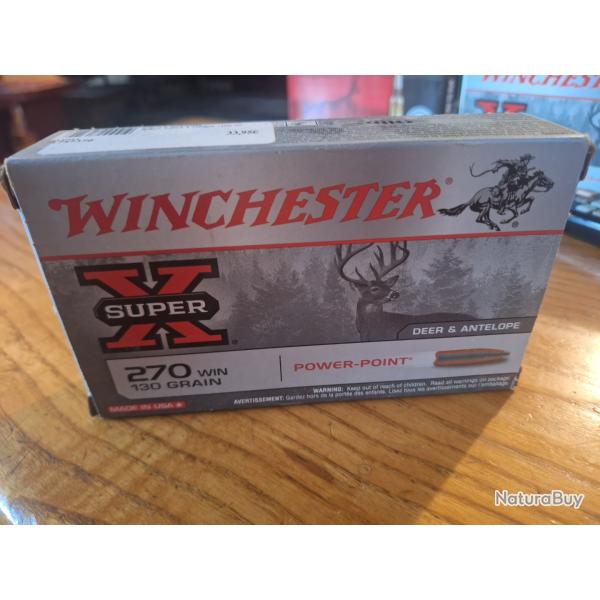 33,95€
WINCHESTER
X
WINCHESTER®
®
X
SUPER
®
DEER & ANTELOPE
270 WIN
130 GRAIN
POWER-POINT®
WARNING: Keep out of reach of children. Read all warnings on package.
AVERTISSEMENT: Gardez hors de la portée des enfants. Lisez tous les avertissements sur l'emballage.
MADE IN USA ★
NaturaBuy